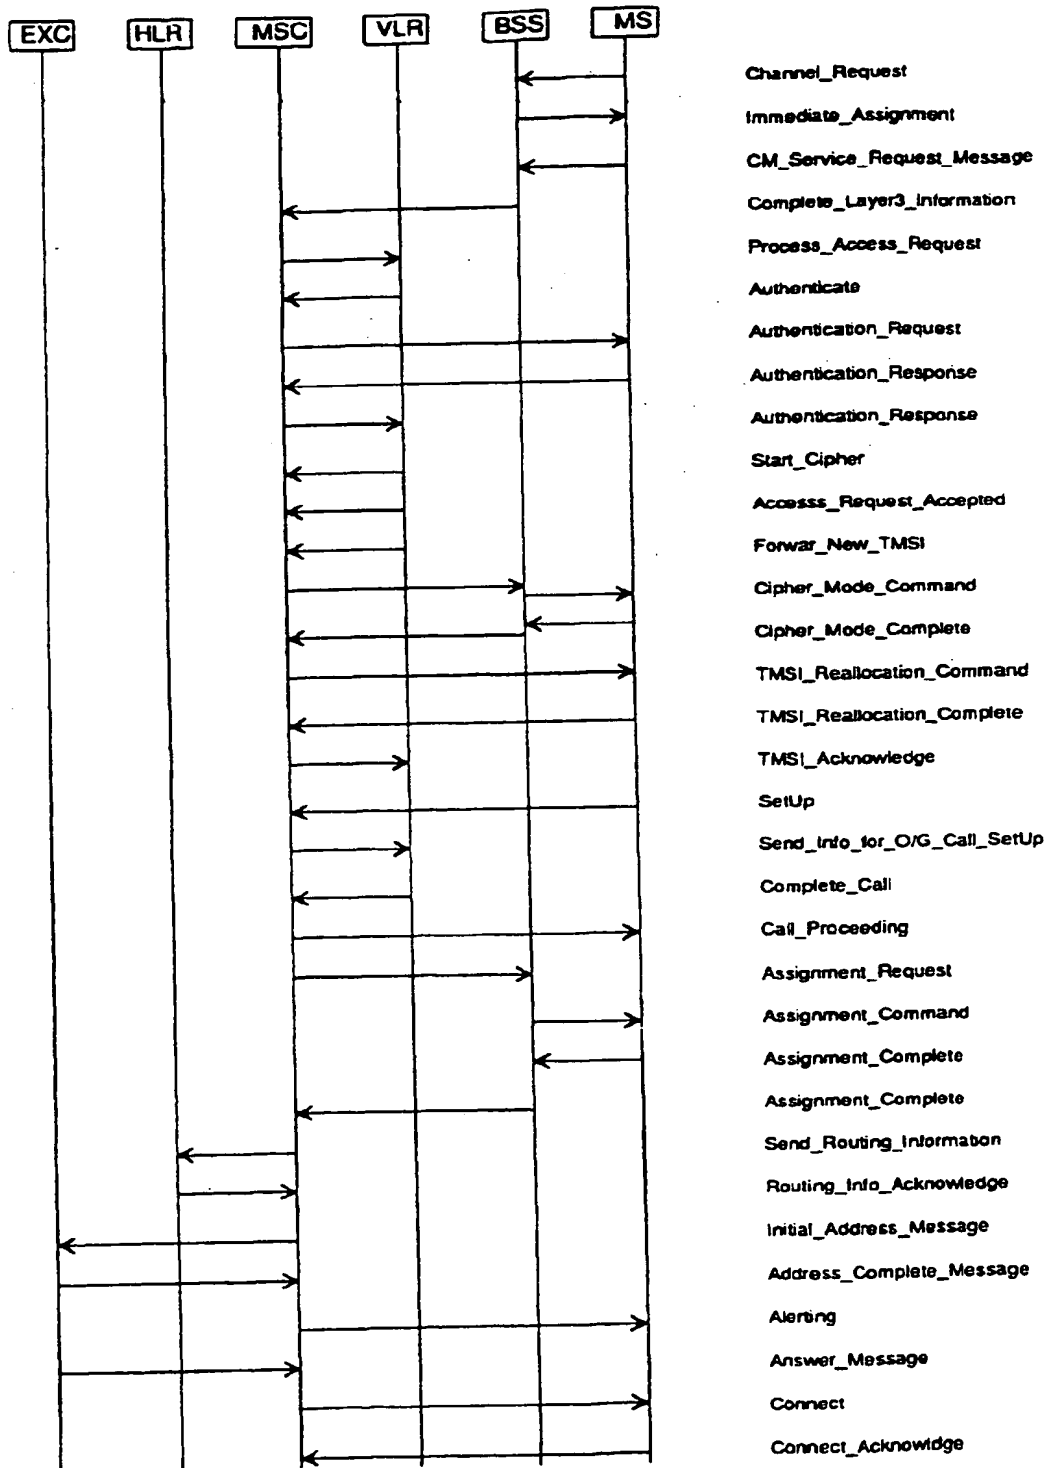 EXC HLR MSC VLR BSS MS
Channel_Request
Immediate_Assignment
CM_Service_Request_Message
Complete_Layer3_Information
Process_Access_Request
Authenticate
Authentication_Request
Authentication_Response
Authentication_Response
Start_Cipher
Accesss_Request_Accepted
Forwar_New_TMSI
Cipher_Mode_Command
Cipher_Mode_Complete
TMSI_Reallocation_Command
TMSI_Reallocation_Complete
TMSI_Acknowledge
SetUp
Send_Info_for_O/G_Call_SetUp
Complete_Call
Call_Proceeding
Assignment_Request
Assignment_Command
Assignment_Complete
Assignment_Complete
Send_Routing_Information
Routing_Info_Acknowledge
Initial_Address_Message
Address_Complete_Message
Alerting
Answer_Message
Connect
Connect_Acknowldge